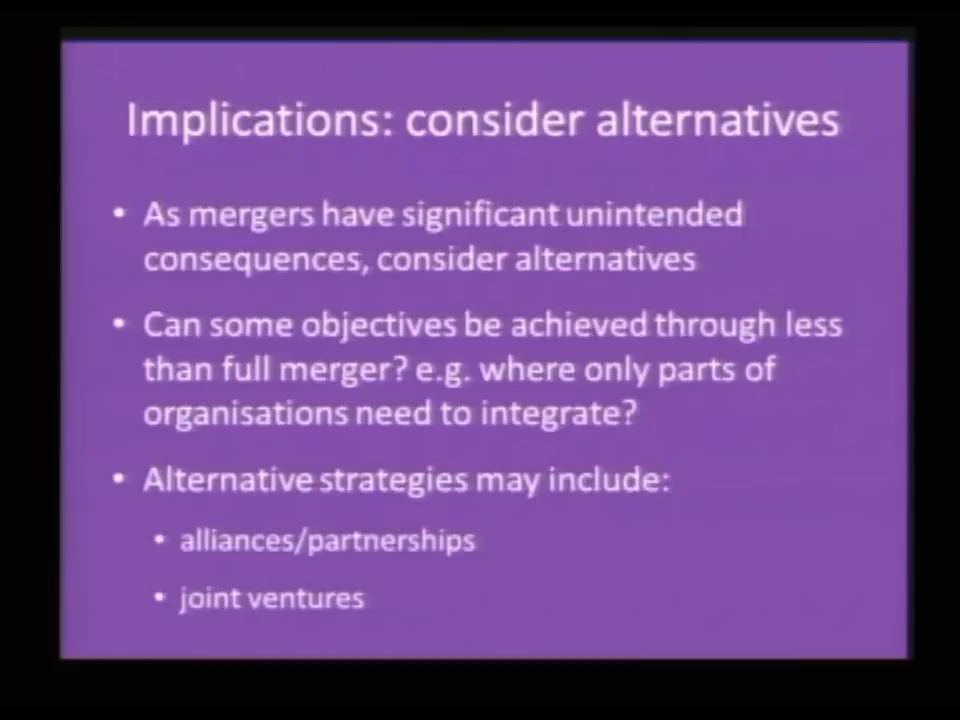 Implications: consider alternatives
• As mergers have significant unintended
consequences, consider alternatives
• Can some objectives be achieved through less
than full merger? e.g. where only parts of
organisations need to integrate?
• Alternative strategies may include:
• alliances/partnerships
• joint ventures